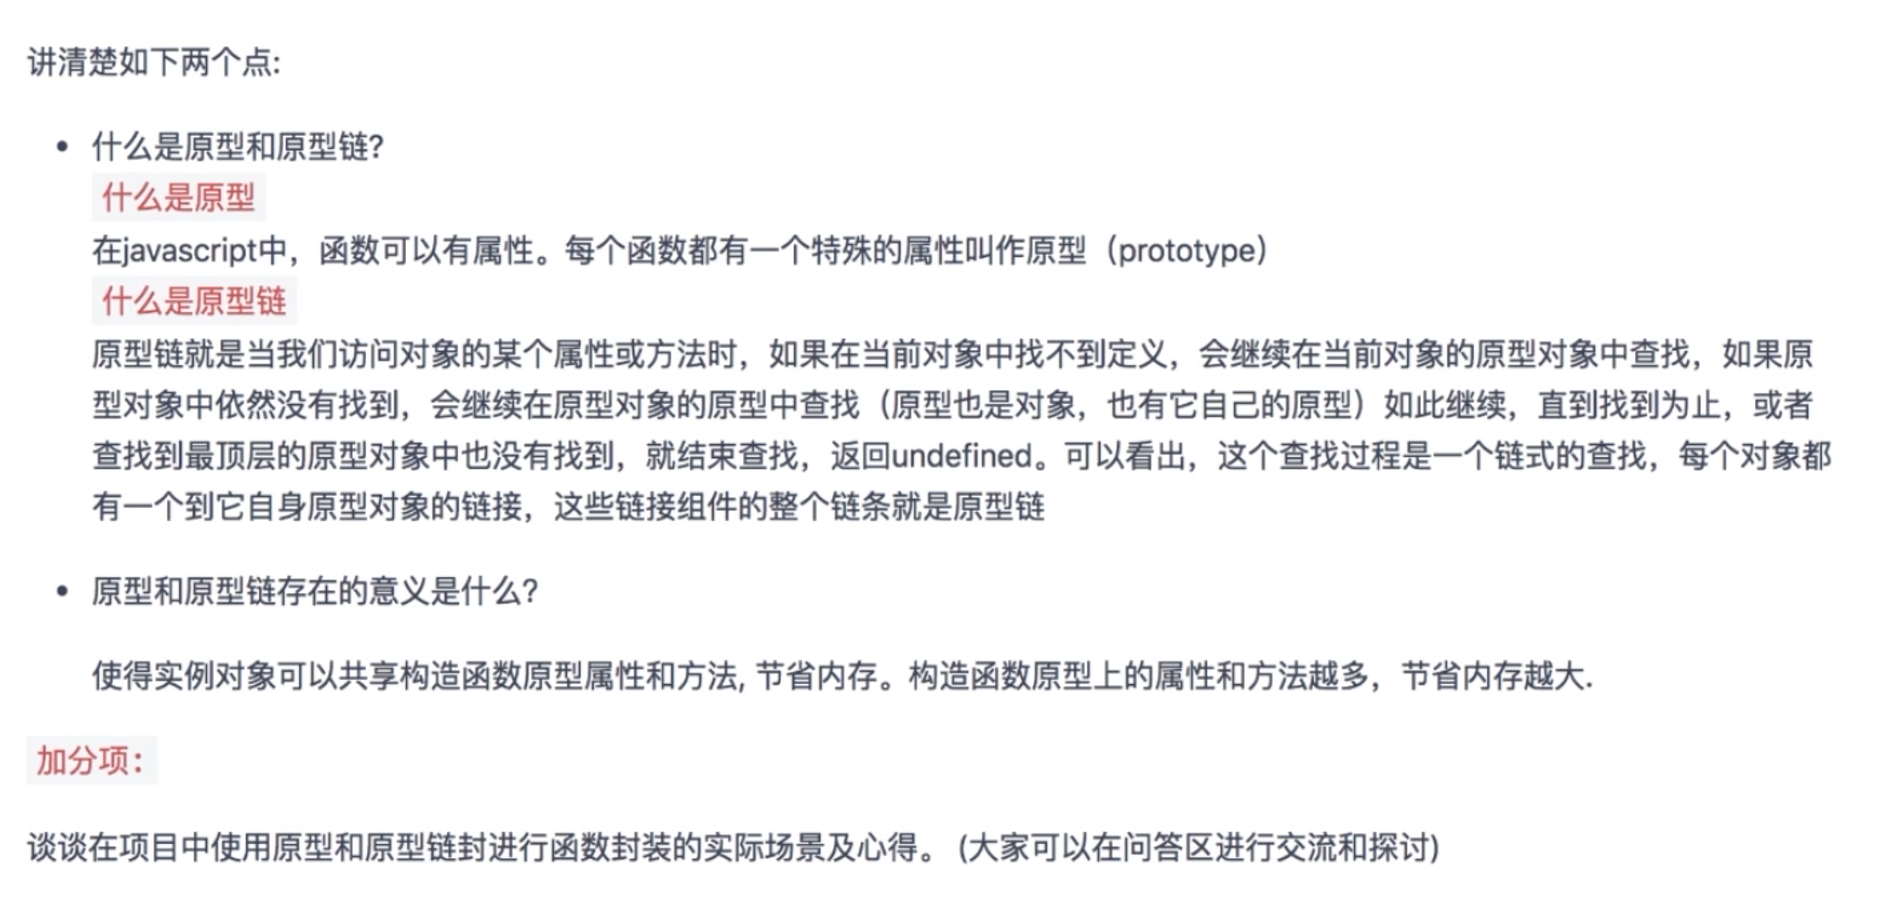 讲清楚如下两个点:
• 什么是原型和原型链?
什么是原型
在javascript中，函数可以有属性。每个函数都有一个特殊的属性叫作原型（prototype）
什么是原型链
原型链就是当我们访问对象的某个属性或方法时，如果在当前对象中找不到定义，会继续在当前对象的原型对象中查找，如果原
型对象中依然没有找到，会继续在原型对象的原型中查找（原型也是对象，也有它自己的原型）如此继续，直到找到为止，或者
查找到最顶层的原型对象中也没有找到，就结束查找，返回undefined。可以看出，这个查找过程是一个链式的查找，每个对象都
有一个到它自身原型对象的链接，这些链接组件的整个链条就是原型链
• 原型和原型链存在的意义是什么?
使得实例对象可以共享构造函数原型属性和方法, 节省内存。构造函数原型上的属性和方法越多，节省内存越大.
加分项：
谈谈在项目中使用原型和原型链封进行函数封装的实际场景及心得。 (大家可以在问答区进行交流和探讨)